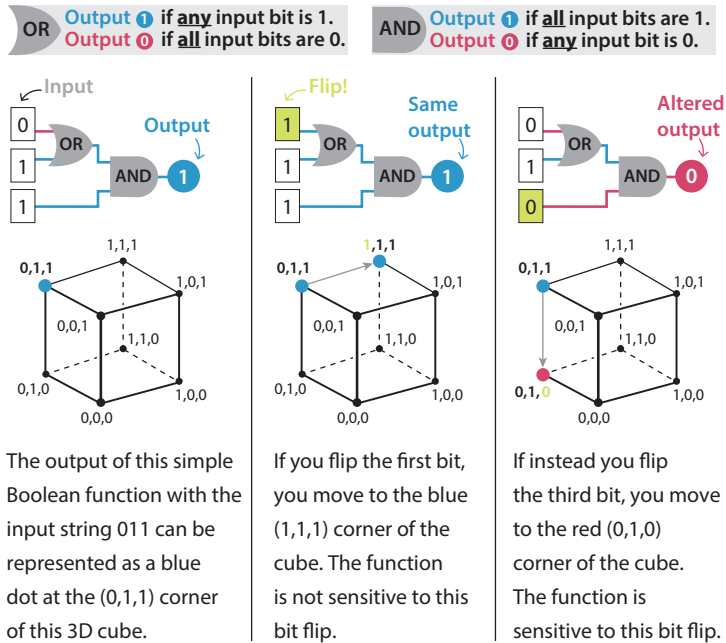 OR
Output 1 if any input bit is 1.
Output 0 if all input bits are 0.
AND
Output 1 if all input bits are 1.
Output 0 if any input bit is 0.
Input
0
1
1
OR
AND
Output
1
1,1,1
0,1,1
1,0,1
0,0,1
1,1,0
0,1,0
1,0,0
0,0,0
The output of this simple
Boolean function with the
input string 011 can be
represented as a blue
dot at the (0,1,1) corner
of this 3D cube.
Flip!
1
1
1
OR
AND
Same
output
1
1,1,1
0,1,1
1,0,1
0,0,1
1,1,0
0,1,0
1,0,0
0,0,0
If you flip the first bit,
you move to the blue
(1,1,1) corner of the
cube. The function
is not sensitive to this
bit flip.
0
1
0
OR
AND
Altered
output
0
1,1,1
0,1,1
1,0,1
0,0,1
1,1,0
0,1,0
1,0,0
0,0,0
If instead you flip
the third bit, you move
to the red (0,1,0)
corner of the cube.
The function is
sensitive to this bit flip.